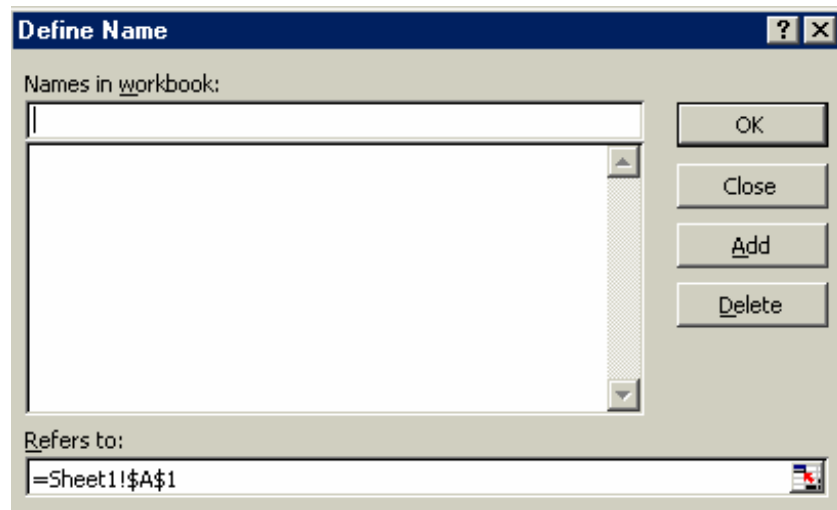 Define Name
Names in workbook:
OK
Close
Add
Delete
Refers to:
=Sheet1!$A$1